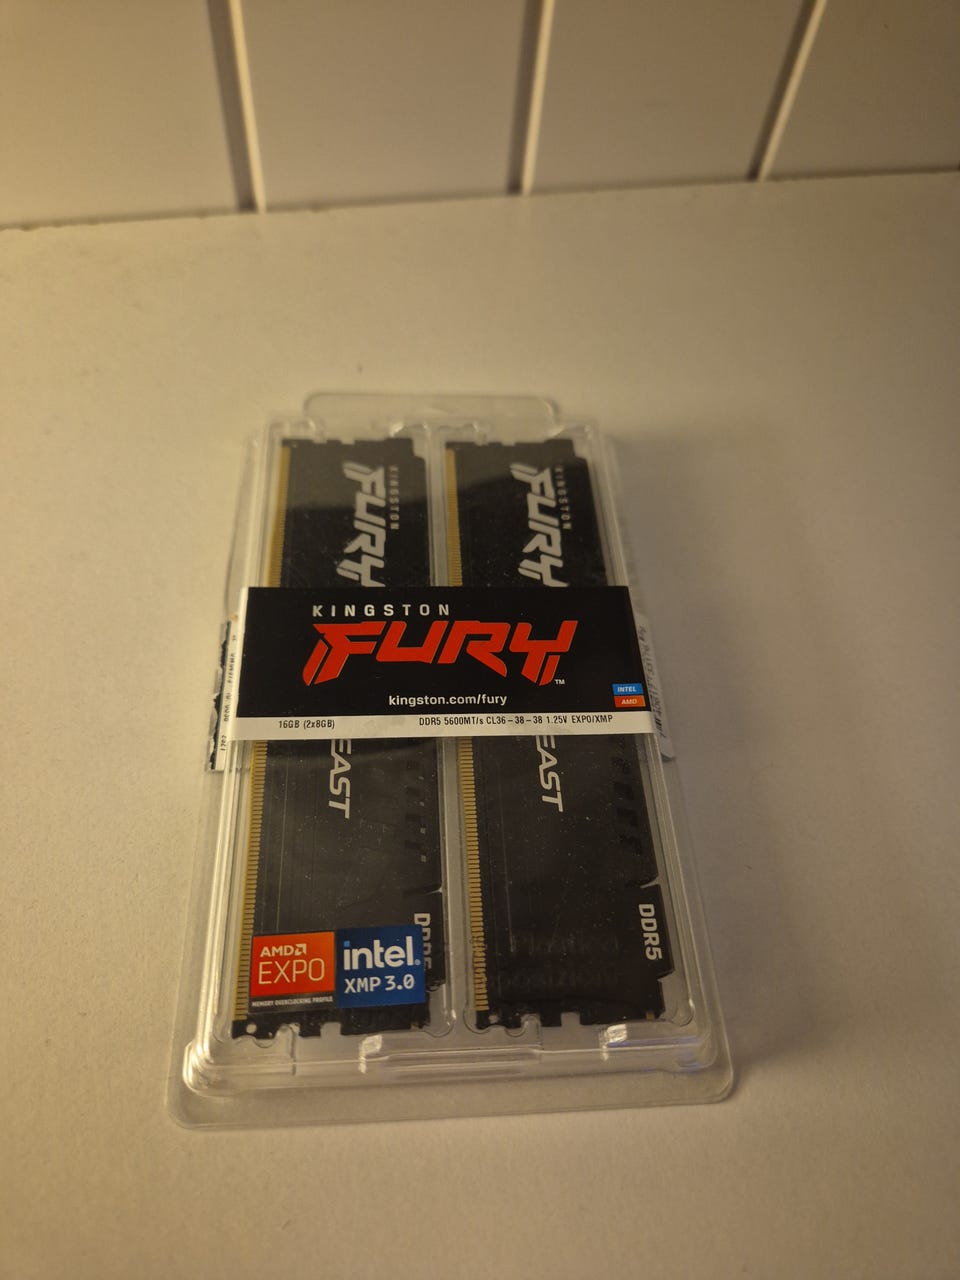 KINGSTON
FURY
KINGSTON
FURY
KINGSTON
FURY™
kingston.com/fury
INTEL
AMD
16GB (2x8GB)
DDR5 5600MT/s CL36-38-38 1.25V EXPO/XMP
EAST
EAST
DDR5
DDR5
AMD
EXPO
MEMORY OVERCLOCKING PROFILE
intel.
XMP 3.0